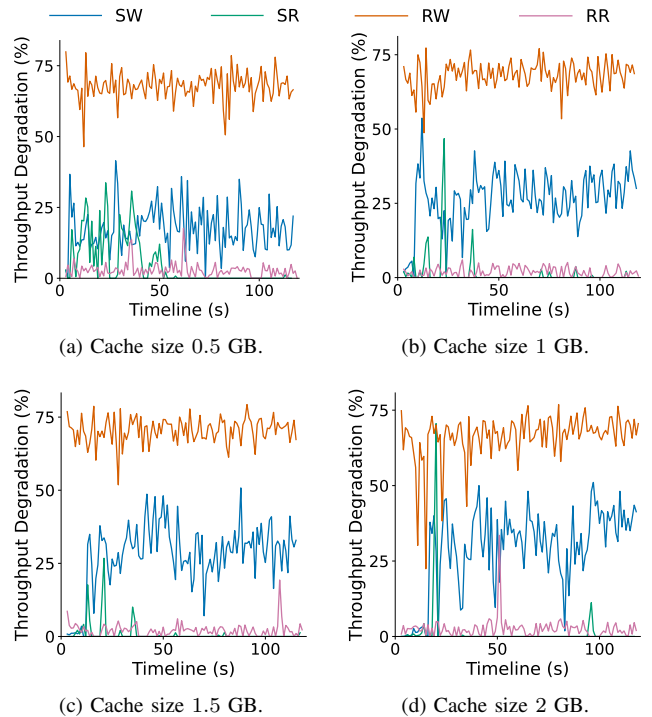 SW SR RW RR
Throughput Degradation (%)
75
50
25
0
0 50 100
Timeline (s)
(a) Cache size 0.5 GB.
Throughput Degradation (%)
75
50
25
0
0 50 100
Timeline (s)
(b) Cache size 1 GB.
Throughput Degradation (%)
75
50
25
0
0 50 100
Timeline (s)
(c) Cache size 1.5 GB.
Throughput Degradation (%)
75
50
25
0
0 50 100
Timeline (s)
(d) Cache size 2 GB.